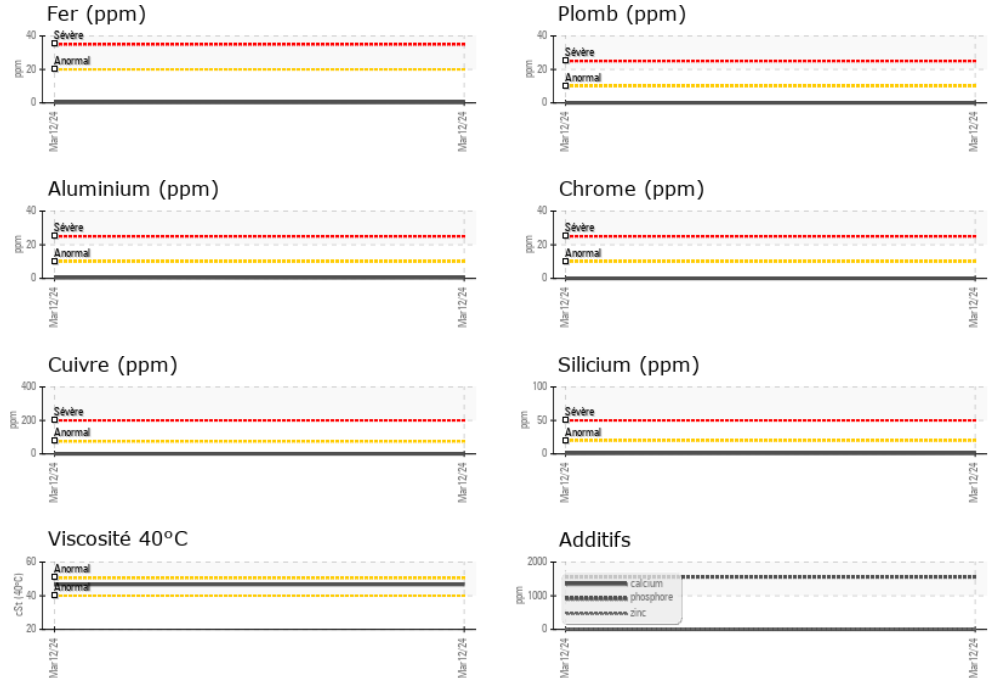 Fer (ppm)
40
Sévère
Anormal
20
0
ppm
Mar12/24
Mar12/24
Plomb (ppm)
40
Sévère
20
Anormal
0
ppm
Mar12/24
Mar12/24
Aluminium (ppm)
40
Sévère
20
Anormal
0
ppm
Mar12/24
Mar12/24
Chrome (ppm)
40
Sévère
20
Anormal
0
ppm
Mar12/24
Mar12/24
Cuivre (ppm)
400
Sévère
200
Anormal
0
ppm
Mar12/24
Mar12/24
Silicium (ppm)
100
Sévère
50
Anormal
0
ppm
Mar12/24
Mar12/24
Viscosité 40°C
60
Anormal
Anormal
40
20
cSt (40°C)
Mar12/24
Mar12/24
Additifs
2000
calcium
1000
phosphore
zinc
0
ppm
Mar12/24
Mar12/24